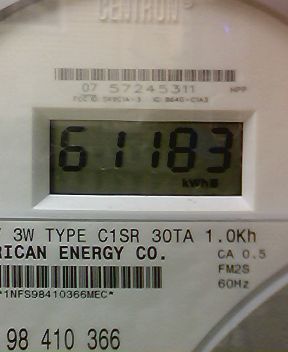 CENTRON®
07 57245311 HPP
61183
kWh
3W TYPE C1SR 30TA 1.0Kh
RICAN ENERGY CO. CA 0.5
FM2S
*1NFS98410366MEC* 60Hz
98 410 366